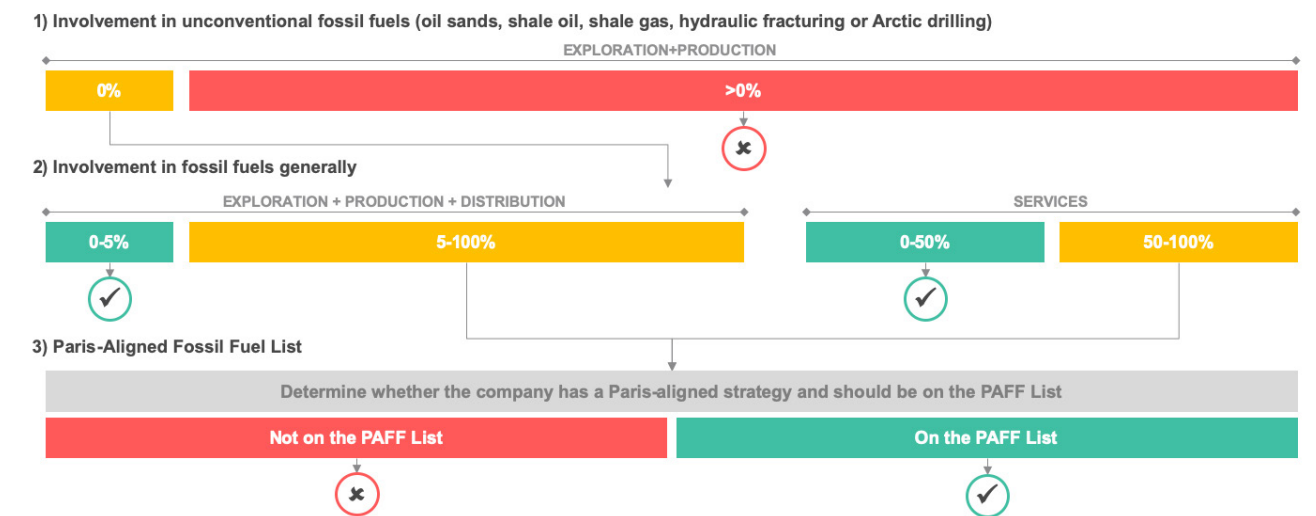 1) Involvement in unconventional fossil fuels (oil sands, shale oil, shale gas, hydraulic fracturing or Arctic drilling)
EXPLORATION+PRODUCTION
0%
>0%
2) Involvement in fossil fuels generally
EXPLORATION + PRODUCTION + DISTRIBUTION
SERVICES
0-5%
5-100%
0-50%
50-100%
3) Paris-Aligned Fossil Fuel List
Determine whether the company has a Paris-aligned strategy and should be on the PAFF List
Not on the PAFF List
On the PAFF List